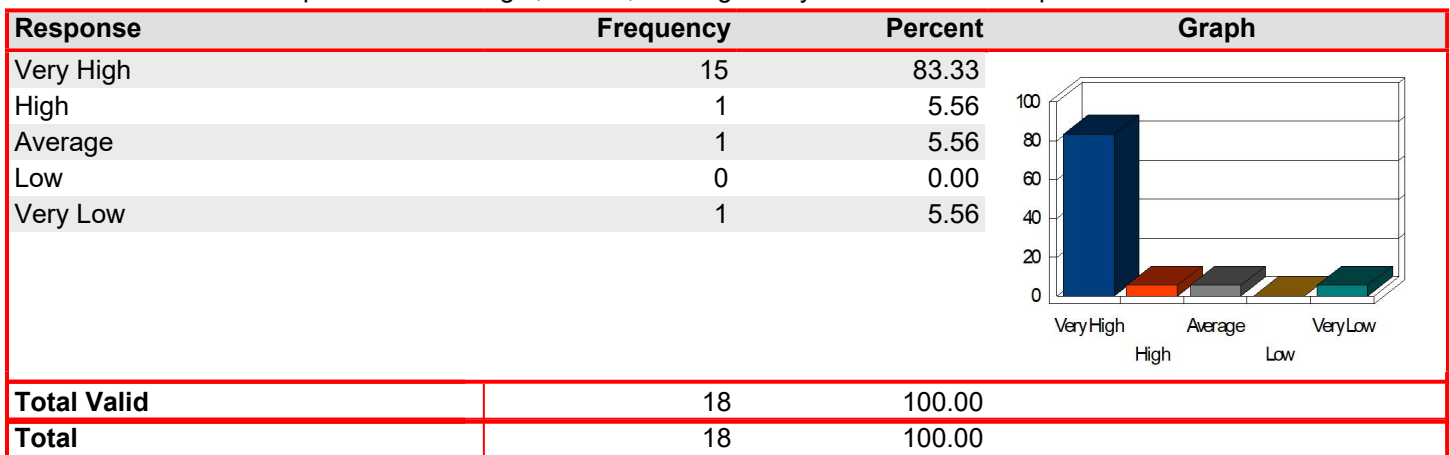 Response Frequency Percent Graph
Very High 15 83.33
High 1 5.56
Average 1 5.56
Low 0 0.00
Very Low 1 5.56
100
80
60
40
20
0
Very High Average Very Low
High Low
Total Valid 18 100.00
Total 18 100.00